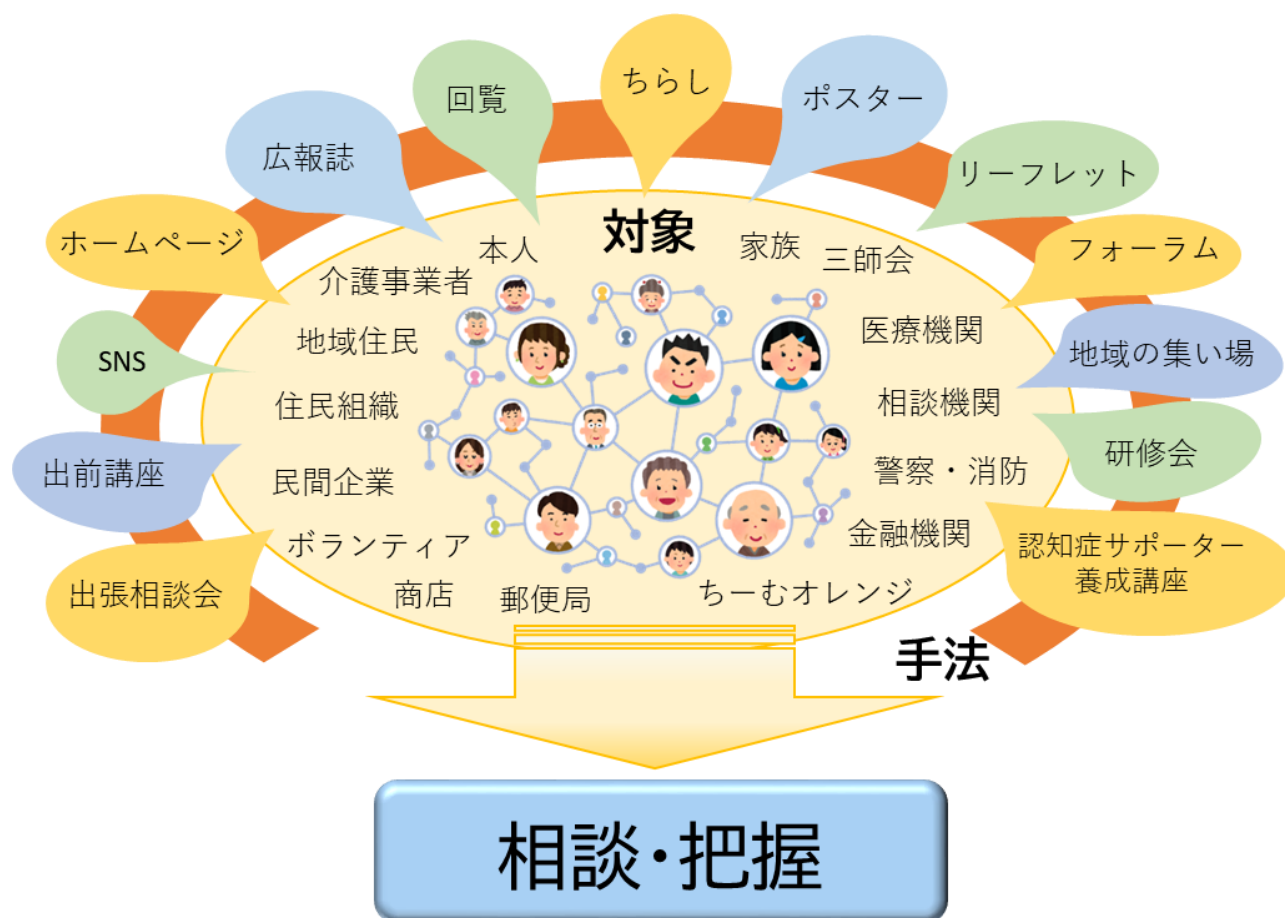 ちらし
回覧
ポスター
広報誌
リーフレット
ホームページ
フォーラム
SNS
地域の集い場
出前講座
研修会
出張相談会
認知症サポーター
養成講座
手法
対象
本人
家族
三師会
介護事業者
医療機関
地域住民
相談機関
住民組織
警察・消防
民間企業
金融機関
ボランティア
ちーむオレンジ
商店
郵便局
相談・把握